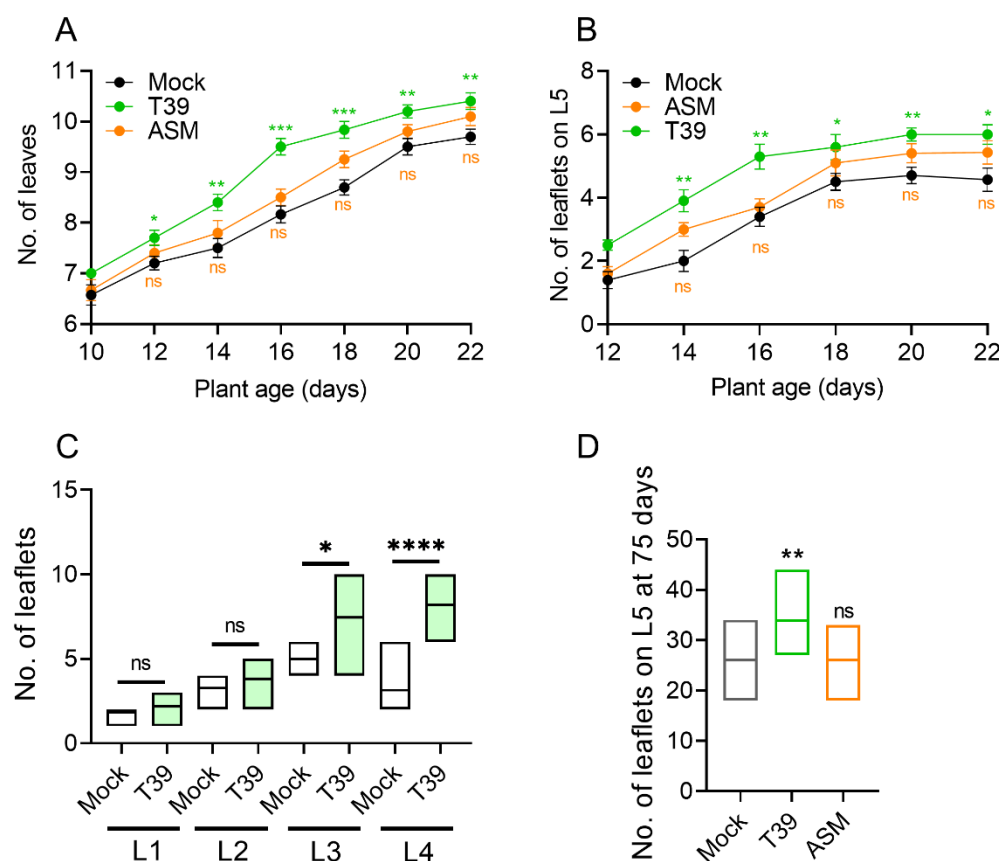 A
No. of leaves
11
10
9
8
7
6
Mock
T39
ASM
*
**
***
***
**
**
ns
ns
ns
ns
ns
ns
10
12
14
16
18
20
22
Plant age (days)
B
No. of leaflets on L5
8
6
4
2
0
Mock
ASM
T39
**
**
*
**
*
ns
ns
ns
ns
ns
12
14
16
18
20
22
Plant age (days)
C
No. of leaflets
15
10
5
0
ns
ns
*
****
Mock
T39
Mock
T39
Mock
T39
Mock
T39
L1
L2
L3
L4
D
No. of leaflets on L5 at 75 days
50
40
30
20
10
0
**
ns
Mock
T39
ASM